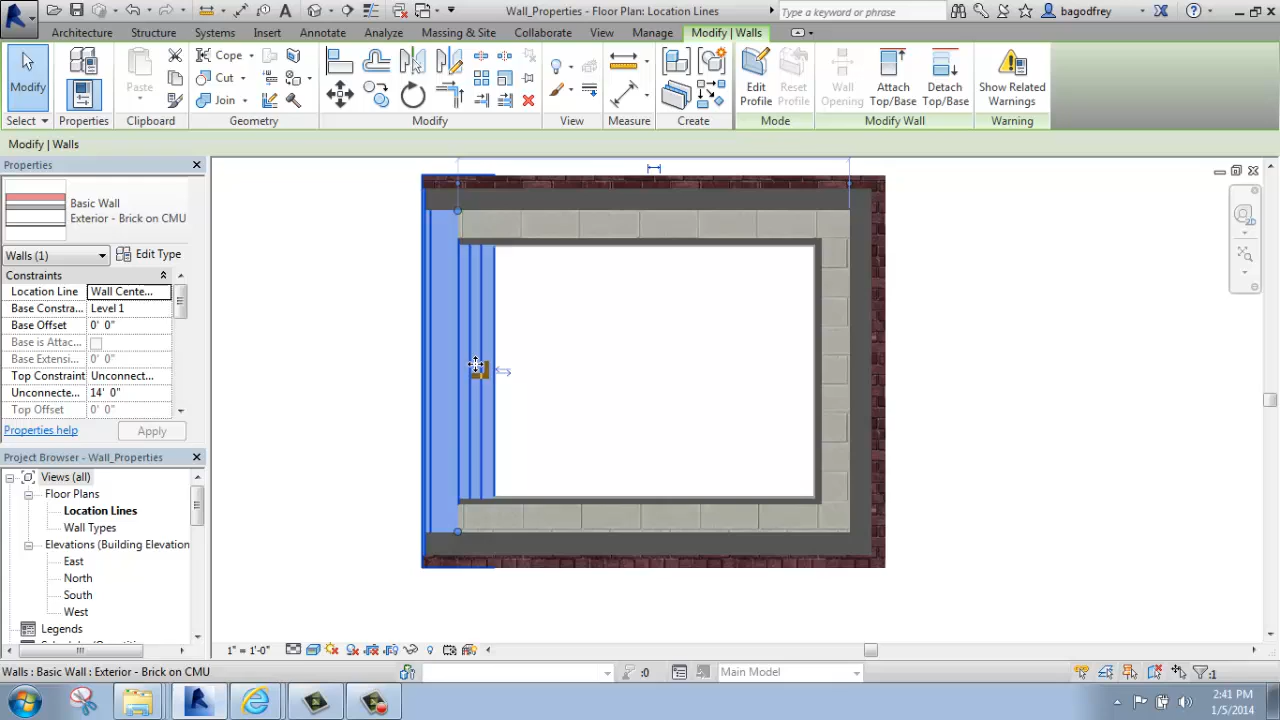 Wall_Properties - Floor Plan: Location Lines
Type a keyword or phrase
bagodfrey
Architecture Structure Systems Insert Annotate Analyze Massing & Site Collaborate View Manage Modify | Walls
Modify
Paste
Cope
Cut
Join
Edit Profile
Reset Profile
Wall Opening
Attach Top/Base
Detach Top/Base
Show Related Warnings
Select Properties Clipboard Geometry Modify View Measure Create Mode Modify Wall Warning
Modify | Walls
Properties
Basic Wall
Exterior - Brick on CMU
Walls (1) Edit Type
Constraints
Location Line Wall Cente...
Base Constra... Level 1
Base Offset 0' 0"
Base is Attac...
Base Extensi... 0' 0"
Top Constraint Unconnect...
Unconnecte... 14' 0"
Top Offset 0' 0"
Properties help Apply
Project Browser - Wall_Properties
Views (all)
Floor Plans
Location Lines
Wall Types
Elevations (Building Elevation
East
North
South
West
Legends
1" = 1'-0"
Walls : Basic Wall : Exterior - Brick on CMU
:0
Main Model
:1
2:41 PM
1/5/2014